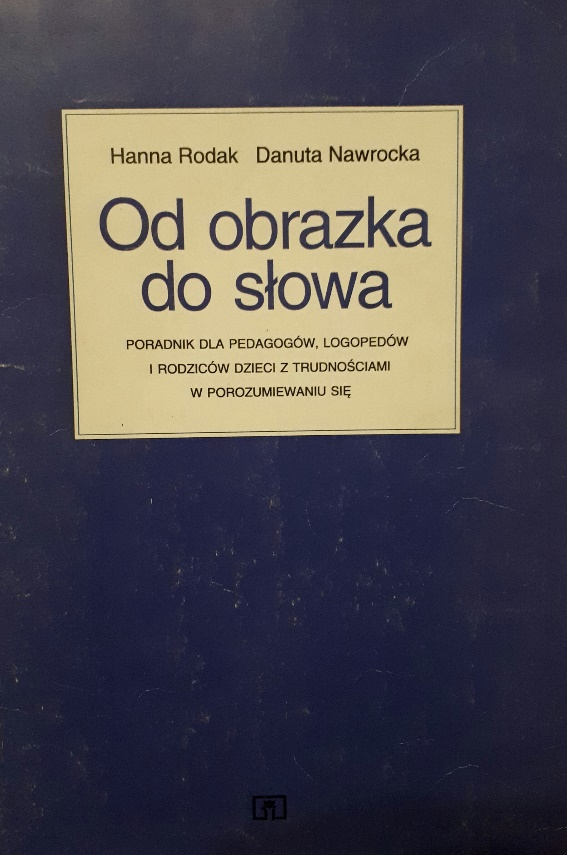 Hanna Rodak Danuta Nawrocka
Od obrazka
do słowa
PORADNIK DLA PEDAGOGÓW, LOGOPEDÓW
I RODZICÓW DZIECI Z TRUDNOŚCIAMI
W POROZUMIEWANIU SIĘ